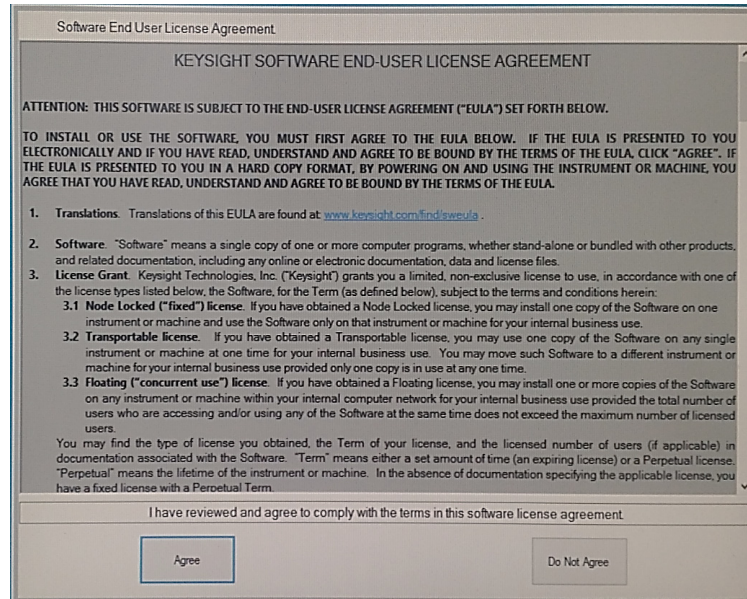 Software End User License Agreement
KEYSIGHT SOFTWARE END-USER LICENSE AGREEMENT
ATTENTION: THIS SOFTWARE IS SUBJECT TO THE END-USER LICENSE AGREEMENT ("EULA") SET FORTH BELOW.
TO INSTALL OR USE THE SOFTWARE, YOU MUST FIRST AGREE TO THE EULA BELOW. IF THE EULA IS PRESENTED TO YOU
ELECTRONICALLY AND IF YOU HAVE READ, UNDERSTAND AND AGREE TO BE BOUND BY THE TERMS OF THE EULA, CLICK "AGREE". IF
THE EULA IS PRESENTED TO YOU IN A HARD COPY FORMAT, BY POWERING ON AND USING THE INSTRUMENT OR MACHINE, YOU
AGREE THAT YOU HAVE READ, UNDERSTAND AND AGREE TO BE BOUND BY THE TERMS OF THE EULA.
1. Translations. Translations of this EULA are found at: www.keysight.com/find/sweula .
2. Software. "Software" means a single copy of one or more computer programs, whether stand-alone or bundled with other products,
and related documentation, including any online or electronic documentation, data and license files.
3. License Grant. Keysight Technologies, Inc. ("Keysight") grants you a limited, non-exclusive license to use, in accordance with one of
the license types listed below, the Software, for the Term (as defined below), subject to the terms and conditions herein:
3.1 Node Locked ("fixed") license. If you have obtained a Node Locked license, you may install one copy of the Software on one
instrument or machine and use the Software only on that instrument or machine for your internal business use.
3.2 Transportable license. If you have obtained a Transportable license, you may use one copy of the Software on any single
instrument or machine at one time for your internal business use. You may move such Software to a different instrument or
machine for your internal business use provided only one copy is in use at any one time.
3.3 Floating ("concurrent use") license. If you have obtained a Floating license, you may install one or more copies of the Software
on any instrument or machine within your internal computer network for your internal business use provided the total number of
users who are accessing and/or using any of the Software at the same time does not exceed the maximum number of licensed
users.
You may find the type of license you obtained, the Term of your license, and the licensed number of users (if applicable) in
documentation associated with the Software. "Term" means either a set amount of time (an expiring license) or a Perpetual license.
"Perpetual" means the lifetime of the instrument or machine. In the absence of documentation specifying the applicable license, you
have a fixed license with a Perpetual Term.
I have reviewed and agree to comply with the terms in this software license agreement.
Agree
Do Not Agree